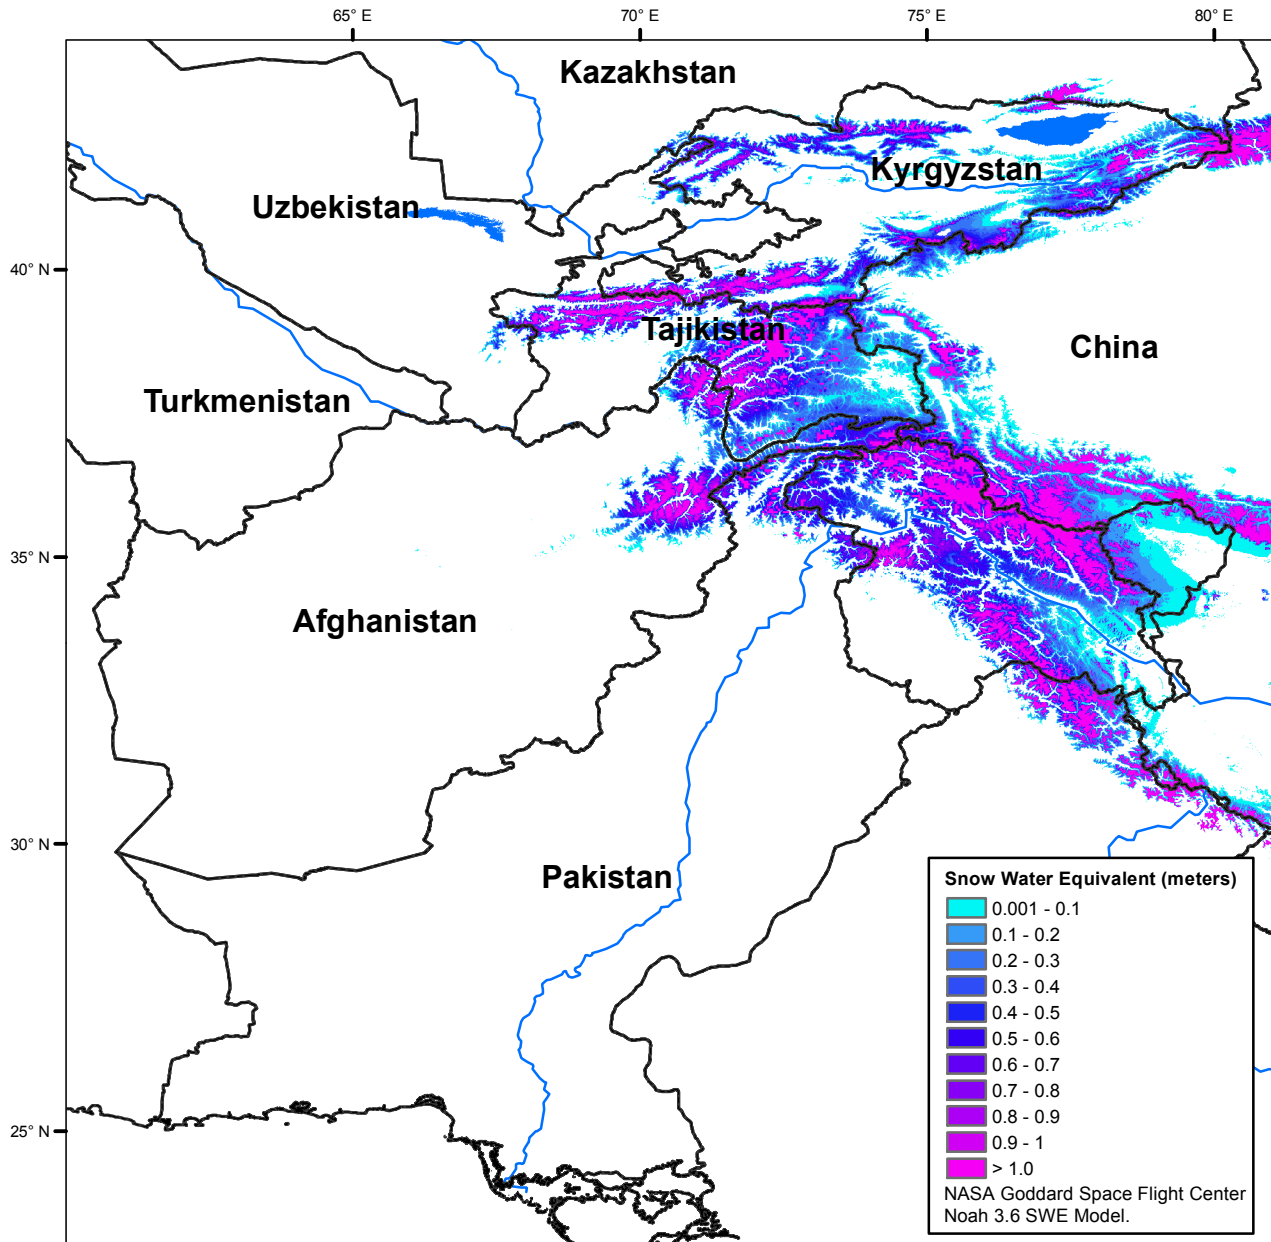 65° E
70° E
75° E
80° E
Kazakhstan
Kyrgyzstan
Uzbekistan
40° N
Tajikistan
China
Turkmenistan
35° N
Afghanistan
30° N
Pakistan
25° N
Snow Water Equivalent (meters)
0.001 - 0.1
0.1 - 0.2
0.2 - 0.3
0.3 - 0.4
0.4 - 0.5
0.5 - 0.6
0.6 - 0.7
0.7 - 0.8
0.8 - 0.9
0.9 - 1
> 1.0
NASA Goddard Space Flight Center
Noah 3.6 SWE Model.